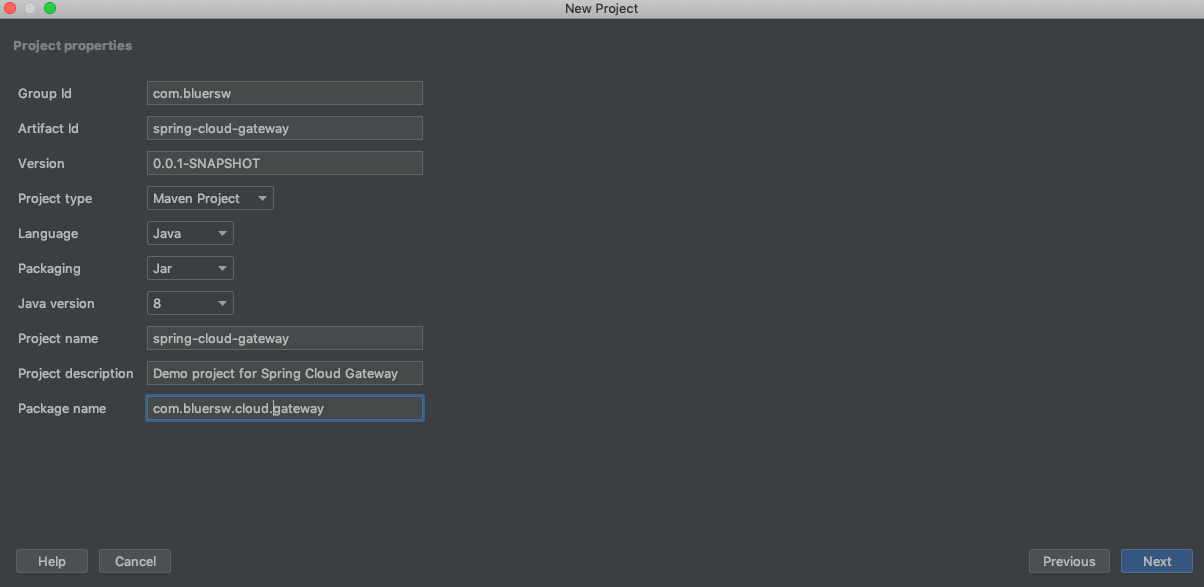 New Project
Project properties
Group Id com.bluersw
Artifact Id spring-cloud-gateway
Version 0.0.1-SNAPSHOT
Project type Maven Project
Language Java
Packaging Jar
Java version 8
Project name spring-cloud-gateway
Project description Demo project for Spring Cloud Gateway
Package name com.bluersw.cloud.gateway
Help Cancel Previous Next